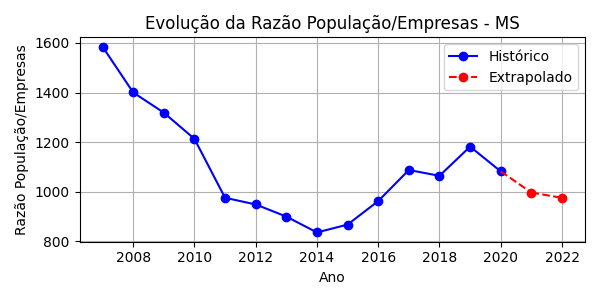 Evolução da Razão População/Empresas - MS
Razão População/Empresas
1600
1400
1200
1000
800
Histórico
Extrapolado
2008 2010 2012 2014 2016 2018 2020 2022
Ano